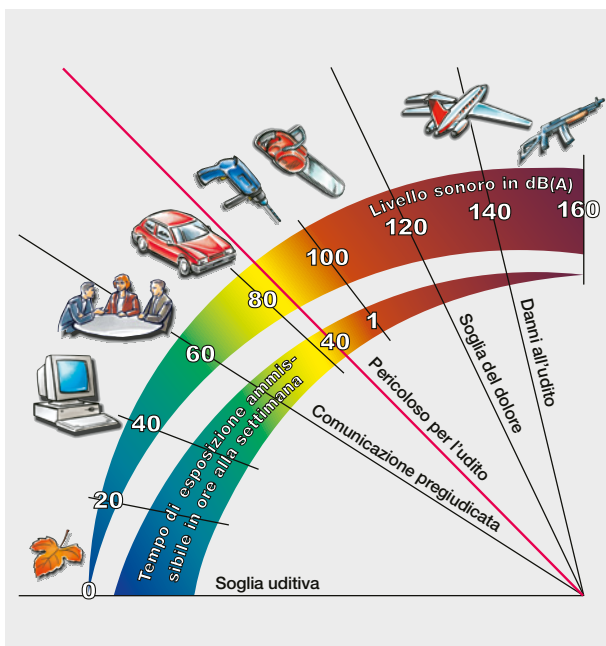 Livello sonoro in dB(A)
0
20
40
60
80
100
120
140
160
Tempo di esposizione ammis-
sibile in ore alla settimana
40
1
Soglia uditiva
Comunicazione pregiudicata
Pericoloso per l'udito
Soglia del dolore
Danni all'udito